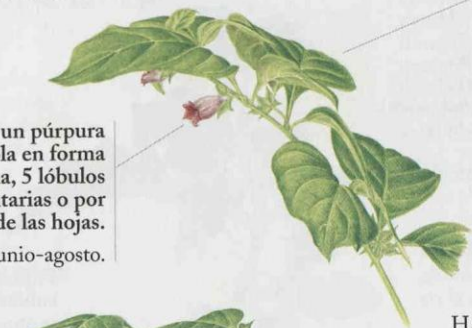 un púrpura
la en forma
a, 5 lóbulos
tarias o por
de las hojas.
unio-agosto.
H